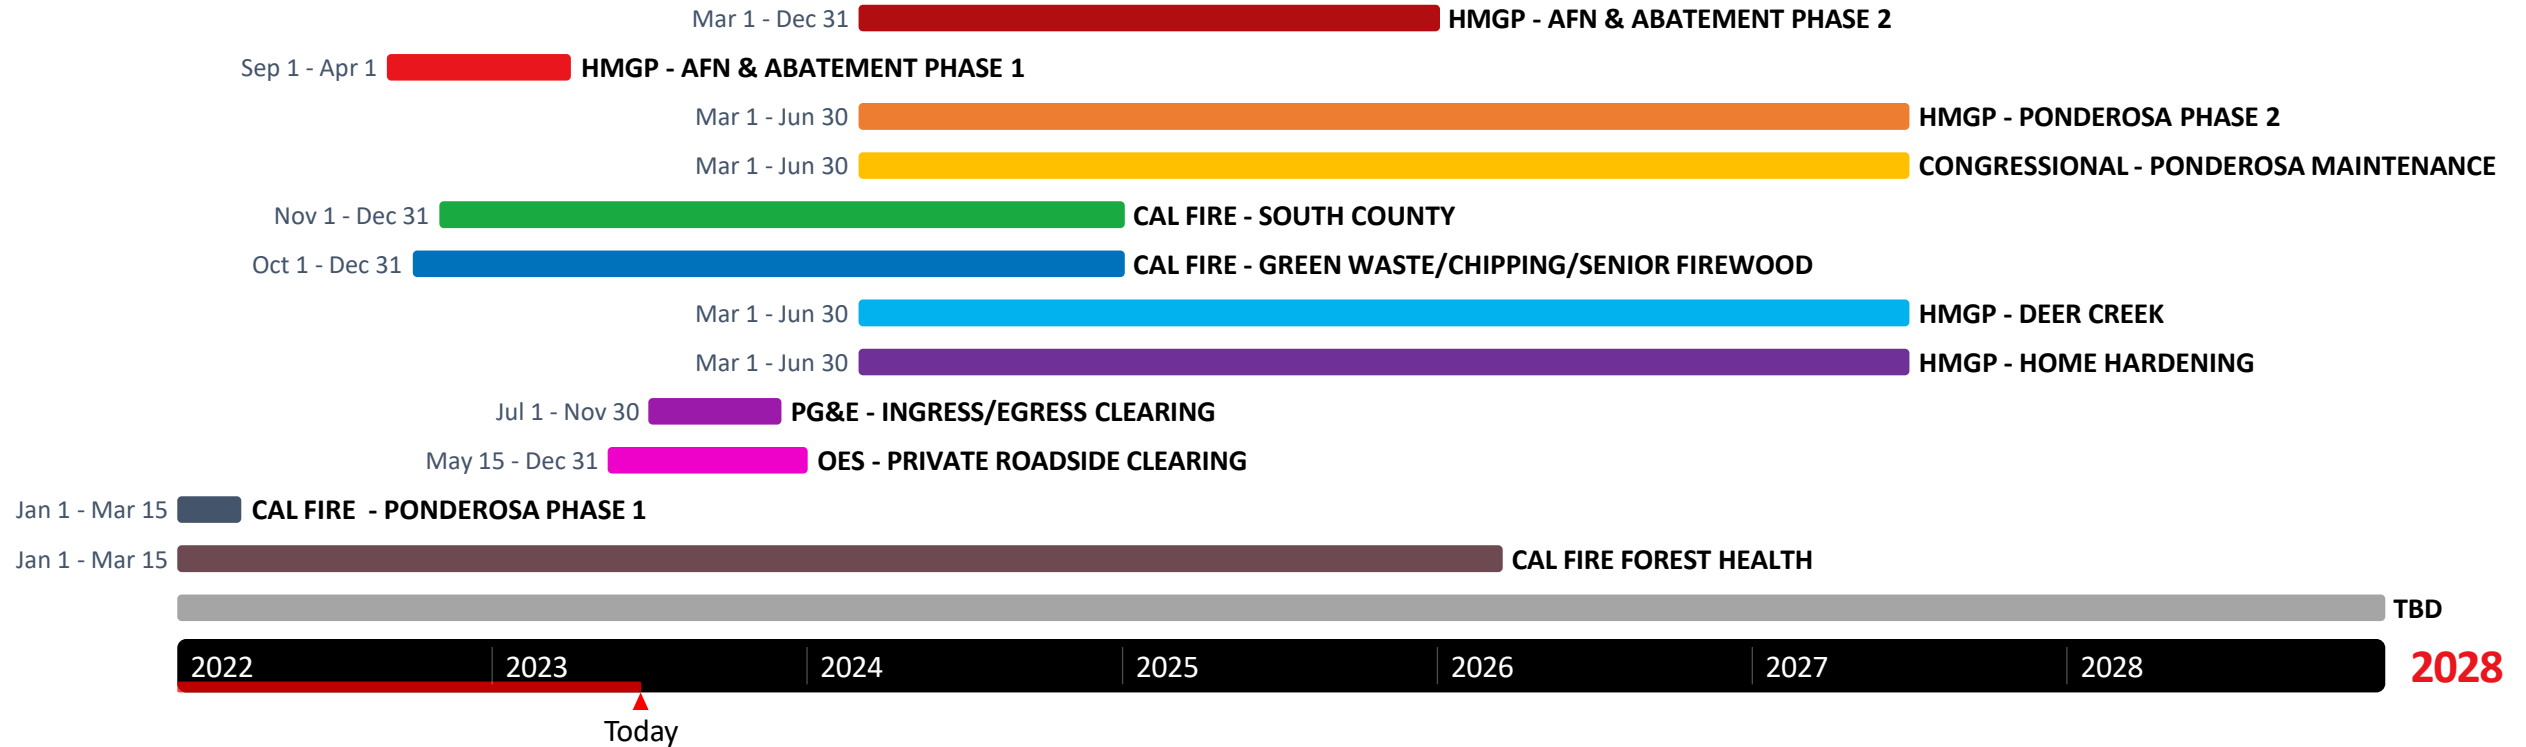 Mar 1 - Dec 31 HMGP - AFN & ABATEMENT PHASE 2
Sep 1 - Apr 1 HMGP - AFN & ABATEMENT PHASE 1
Mar 1 - Jun 30 HMGP - PONDEROSA PHASE 2
Mar 1 - Jun 30 CONGRESSIONAL - PONDEROSA MAINTENANCE
Nov 1 - Dec 31 CAL FIRE - SOUTH COUNTY
Oct 1 - Dec 31 CAL FIRE - GREEN WASTE/CHIPPING/SENIOR FIREWOOD
Mar 1 - Jun 30 HMGP - DEER CREEK
Mar 1 - Jun 30 HMGP - HOME HARDENING
Jul 1 - Nov 30 PG&E - INGRESS/EGRESS CLEARING
May 15 - Dec 31 OES - PRIVATE ROADSIDE CLEARING
Jan 1 - Mar 15 CAL FIRE - PONDEROSA PHASE 1
Jan 1 - Mar 15 CAL FIRE FOREST HEALTH
TBD
2022 2023 2024 2025 2026 2027 2028 2028
Today